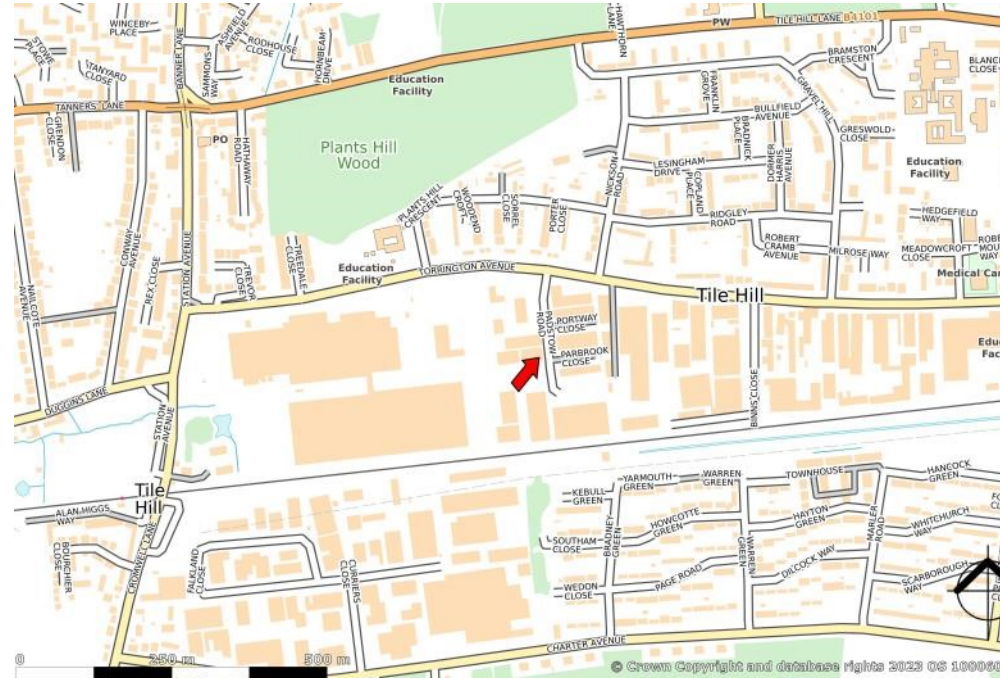 WINCEBY
PLACE
STOWE
PLACE
TANYARD
CLOSE
ASHFIELD
AVENUE
SAMMONS
WAY
RODHOUSE
CLOSE
HORNBEAM
DRIVE
BANNER LANE
HAWTHORN
LANE
PW
TILE HILL LANE B4101
BRAMSTON
CRESCENT
Education
Facility
TANNERS' LANE
GRENDON
CLOSE
PO
HATHAWAY
ROAD
Plants Hill
Wood
FRANKLIN
GROVE
BULLFIELD
AVENUE
BRADNICK
PLACE
GRAVEL HILL
GRESWOLD
CLOSE
Education
Facility
LESINGHAM
DRIVE
COPLAND
PLACE
DORMER
HARRIS
AVENUE
NICKSON
ROAD
PLANTS HILL
CRESCENT
WOODEND
CROFT
SORREL
CLOSE
PORTER
CLOSE
RIDGLEY
ROAD
ROBERT
CRAMB
AVENUE
MILROSE WAY
HEDGEFIELD
WAY
MEADOWCROFT
CLOSE
CONWAY
AVENUE
REX CLOSE
STATION AVENUE
TREVOR
CLOSE
TREEDALE
CLOSE
Education
Facility
TORRINGTON AVENUE
Tile Hill
NAILCOTE
AVENUE
PADSTOW
ROAD
PORTWAY
CLOSE
PARBROOK
CLOSE
BINNS CLOSE
DUGGINS LANE
STATION
AVENUE
Tile
Hill
ALAN HIGGS
WAY
BOURCHIER
CLOSE
CROMWELL LANE
FALKLAND
CLOSE
CURRIERS
CLOSE
KEBULL
GREEN
YARMOUTH
GREEN
WARREN
GREEN
TOWNHOUSE
HANCOCK
GREEN
SOUTHAM
CLOSE
BRADNEY
GREEN
HOWCOTTE
GREEN
HAYTON
GREEN
MARLER
ROAD
WHITCHURCH
WAY
WEDON
CLOSE
PAGE ROAD
WARREN
GREEN
DILCOCK WAY
SCARBOROUGH
WAY
CHARTER AVENUE
0 250 m 500 m
© Crown Copyright and database rights 2023 OS 100060